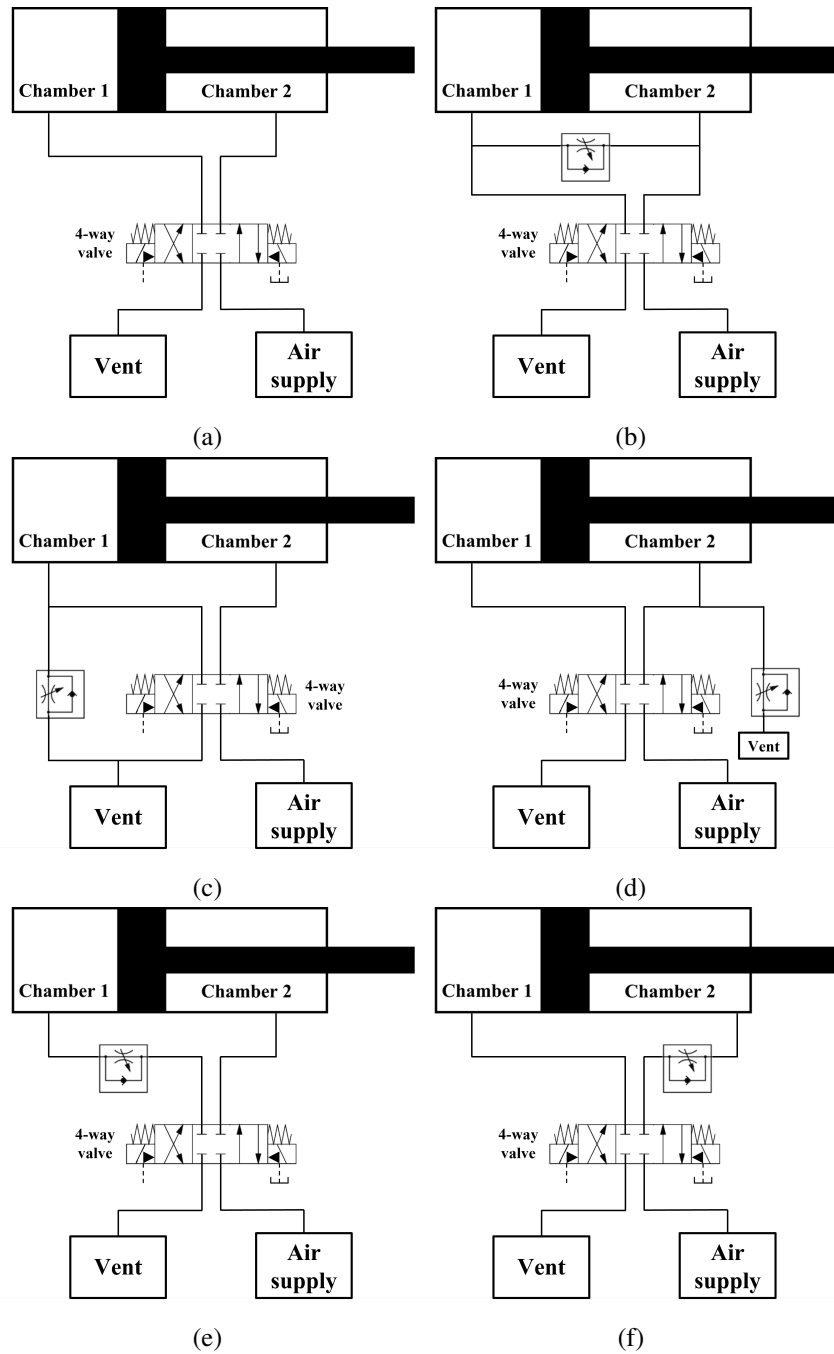 Chamber 1
Chamber 2
4-way
valve
Vent
Air
supply
(a)
Chamber 1
Chamber 2
4-way
valve
Vent
Air
supply
(b)
Chamber 1
Chamber 2
4-way
valve
Vent
Air
supply
(c)
Chamber 1
Chamber 2
4-way
valve
Vent
Vent
Air
supply
(d)
Chamber 1
Chamber 2
4-way
valve
Vent
Air
supply
(e)
Chamber 1
Chamber 2
4-way
valve
Vent
Air
supply
(f)